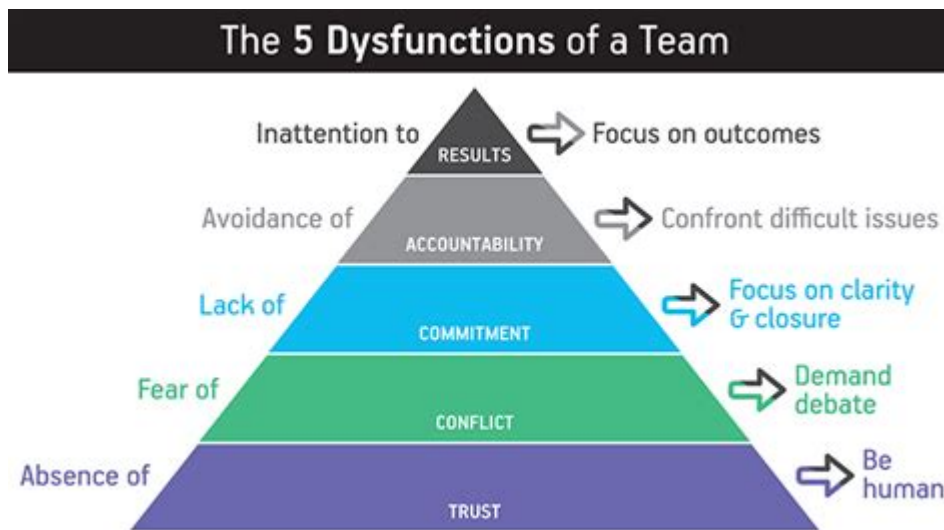 The 5 Dysfunctions of a Team
Inattention to RESULTS Focus on outcomes
Avoidance of ACCOUNTABILITY Confront difficult issues
Lack of COMMITMENT Focus on clarity
& closure
Fear of CONFLICT Demand
debate
Absence of TRUST Be
human